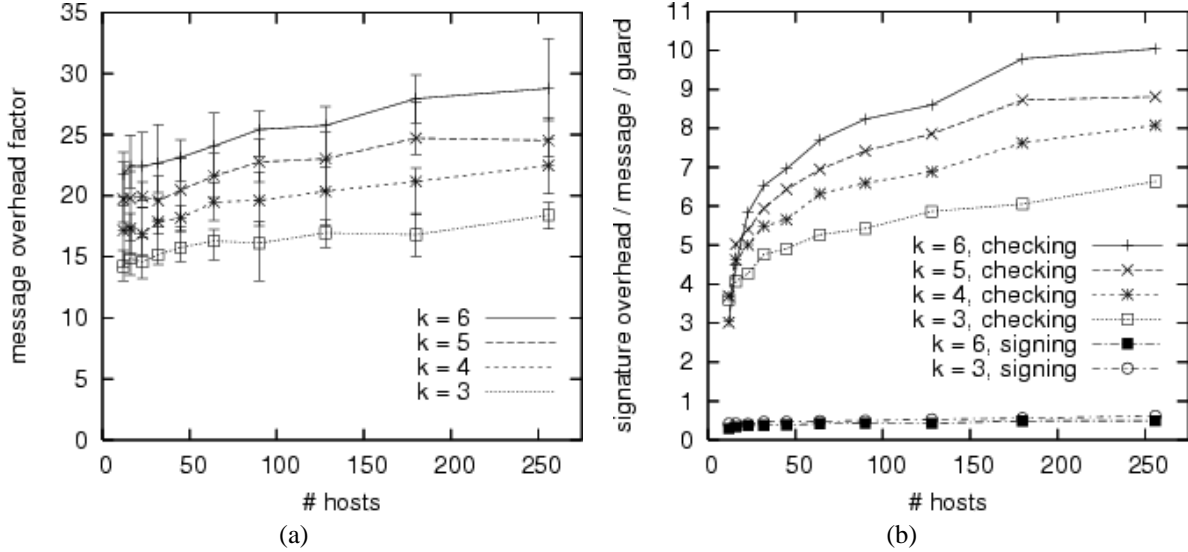 message overhead factor
35
30
25
20
15
10
5
0
k = 6
k = 5
k = 4
k = 3
0 50 100 150 200 250
# hosts
(a)
signature overhead / message / guard
11
10
9
8
7
6
5
4
3
2
1
0
k = 6, checking
k = 5, checking
k = 4, checking
k = 3, checking
k = 6, signing
k = 3, signing
0 50 100 150 200 250
# hosts
(b)